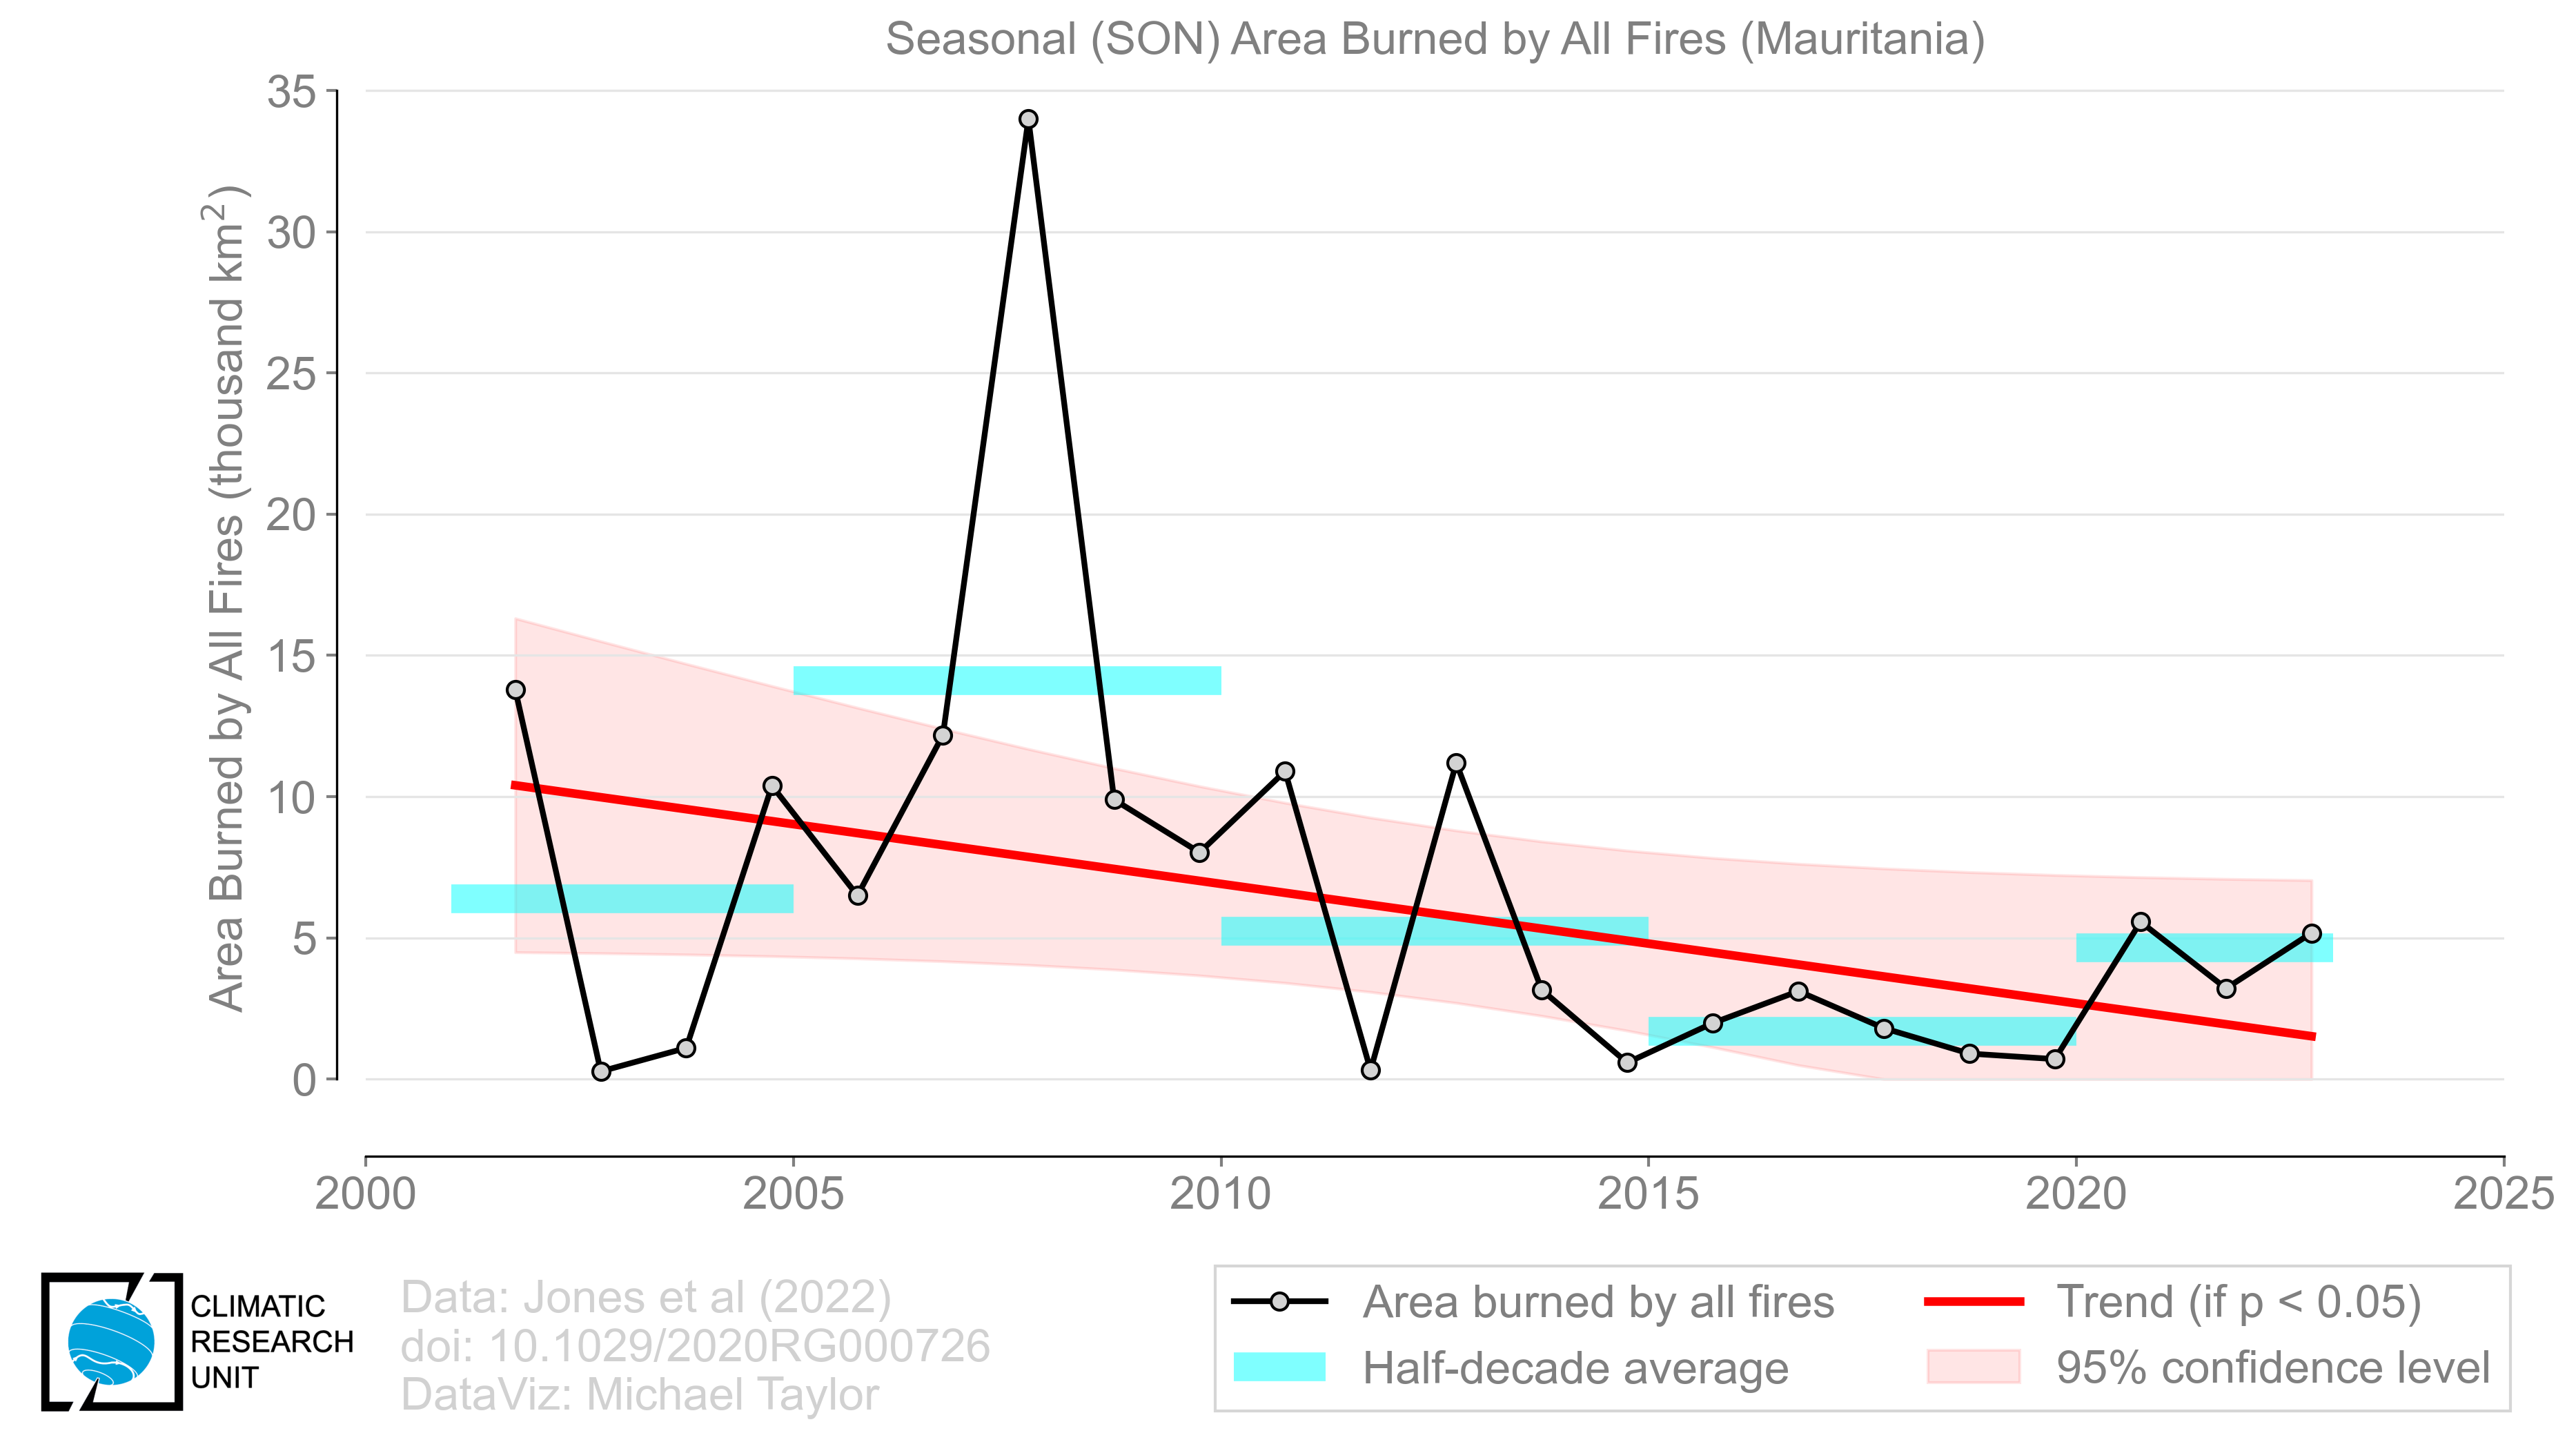 Seasonal (SON) Area Burned by All Fires (Mauritania)
Area Burned by All Fires (thousand km²)
35
30
25
20
15
10
5
0
2000 2005 2010 2015 2020 2025
CLIMATIC
RESEARCH
UNIT
Data: Jones et al (2022)
doi: 10.1029/2020RG000726
DataViz: Michael Taylor
Area burned by all fires
Half-decade average
Trend (if p < 0.05)
95% confidence level